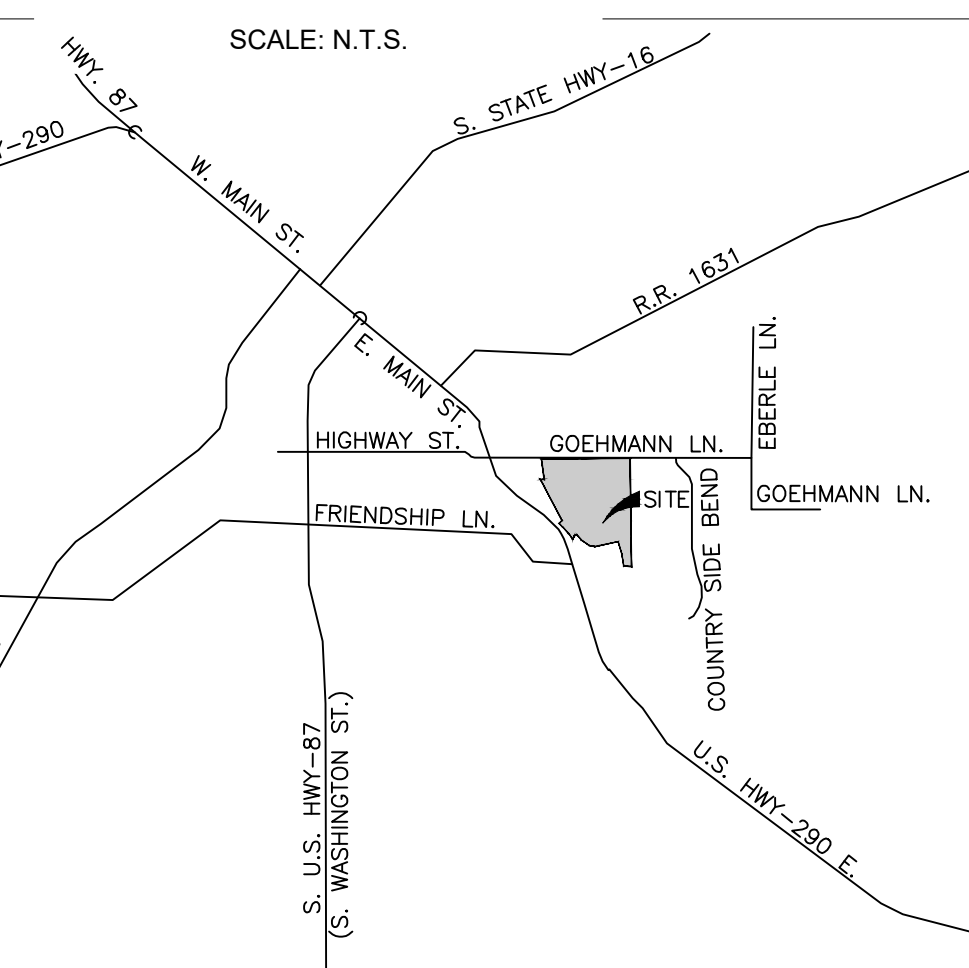 SCALE: N.T.S.
HWY. 87
Y-290
S. STATE HWY-16
W. MAIN ST.
R.R. 1631
E. MAIN ST.
EBERLE LN.
HIGHWAY ST.
GOEHMANN LN.
SITE
GOEHMANN LN.
FRIENDSHIP LN.
COUNTRY SIDE BEND
S. U.S. HWY-87
(S. WASHINGTON ST.)
U.S. HWY-290 E.